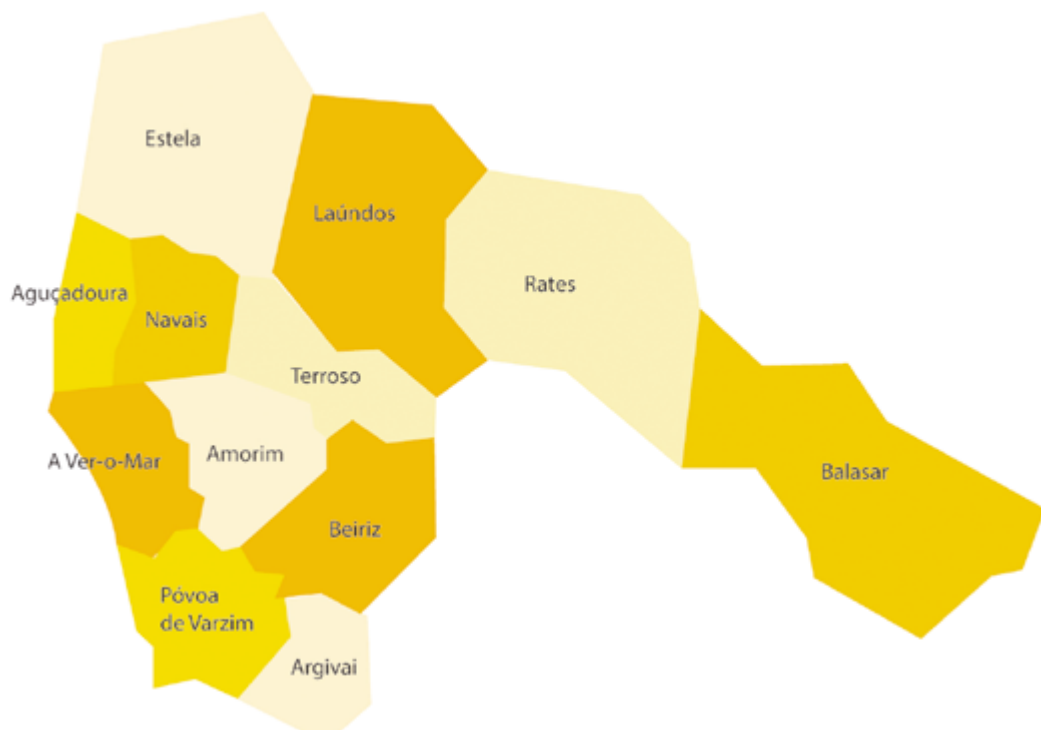 Estela
Laúndos
Rates
Aguçadoura
Navais
Terroso
Amorim
A Ver-o-Mar
Balasar
Beiriz
Póvoa
de Varzim
Argivai